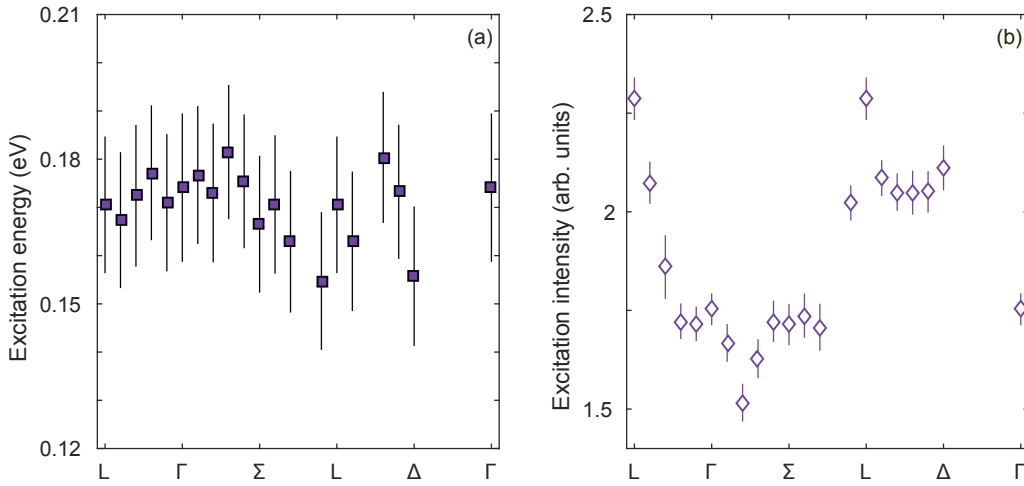 (a)
Excitation energy (eV)
0.21
0.18
0.15
0.12
L Γ Σ L Δ Γ
(b)
Excitation intensity (arb. units)
2.5
2
1.5
L Γ Σ L Δ Γ